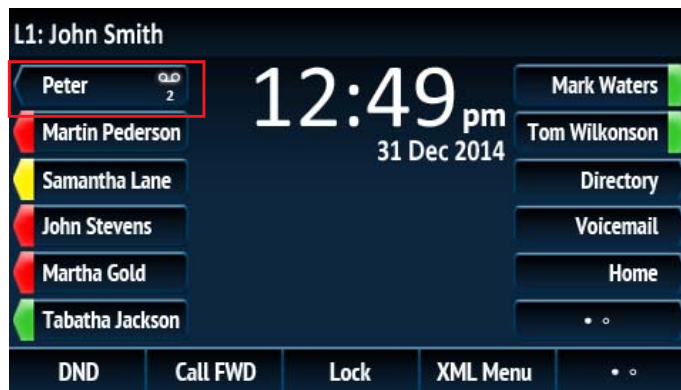 L1: John Smith
Peter 2
12:49 pm
31 Dec 2014
Martin Pederson
Samantha Lane
John Stevens
Martha Gold
Tabatha Jackson
Mark Waters
Tom Wilkonson
Directory
Voicemail
Home
DND Call FWD Lock XML Menu